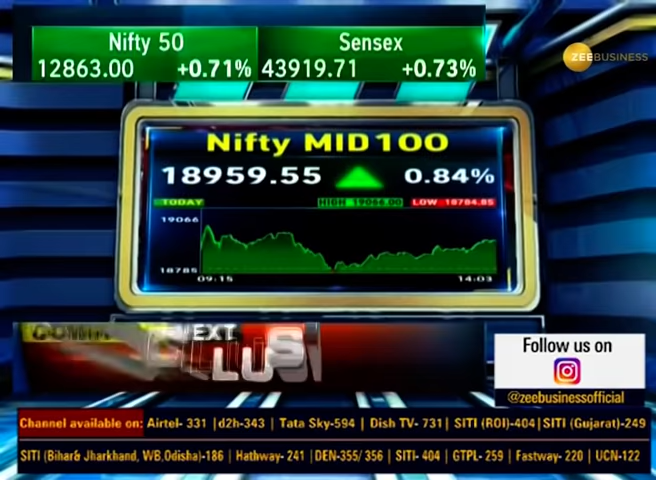 Nifty 50
12863.00 +0.71%
Sensex
43919.71 +0.73%
ZEEBUSINESS
Nifty MID100
18959.55 0.84%
TODAY HIGH 19066.00 LOW 18784.85
19066
18785
09:15 14:03
NEXT
Follow us on
@zeebusinessofficial
Channel available on: Airtel- 331 |d2h-343 | Tata Sky-594 | Dish TV- 731| SITI (ROI)-404|SITI (Gujarat)-249
SITI (Bihar& Jharkhand, WB,Odisha)-186 | Hathway- 241 |DEN-355/ 356 | SITI- 404 | GTPL- 259 | Fastway- 220 | UCN-122